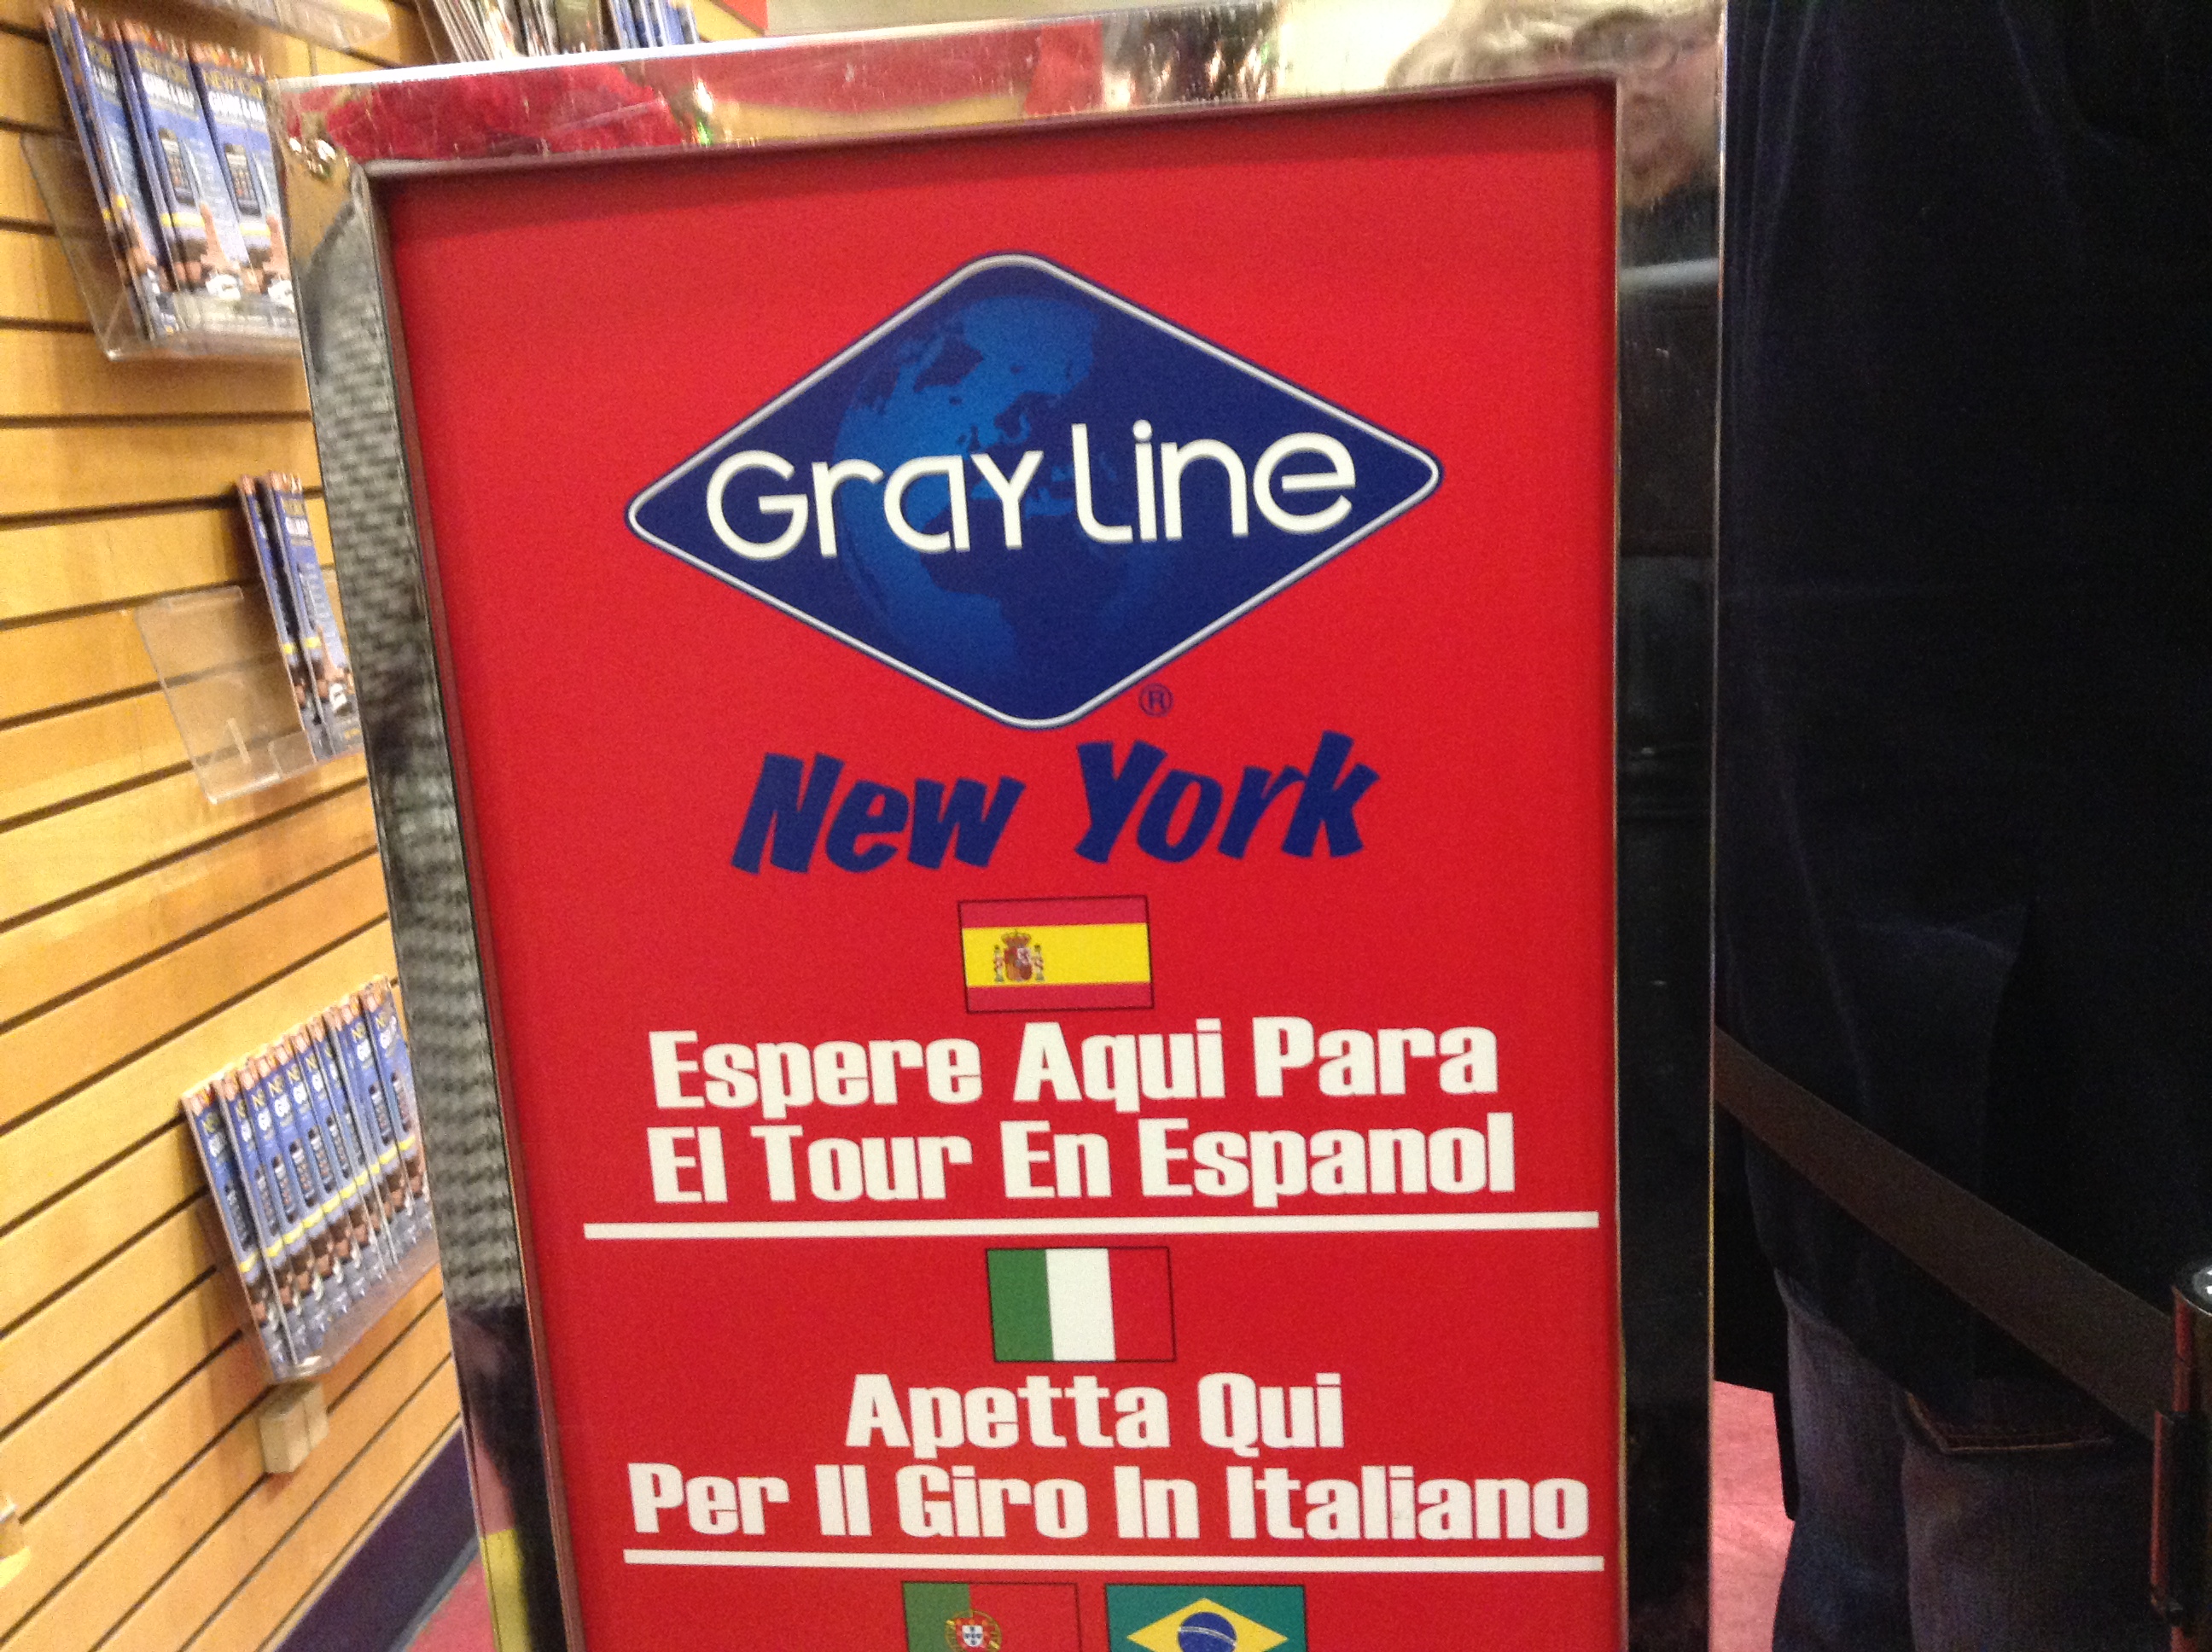 Gray Line
®
New York
Espere Aqui Para
El Tour En Espanol
Apetta Qui
Per Il Giro In Italiano